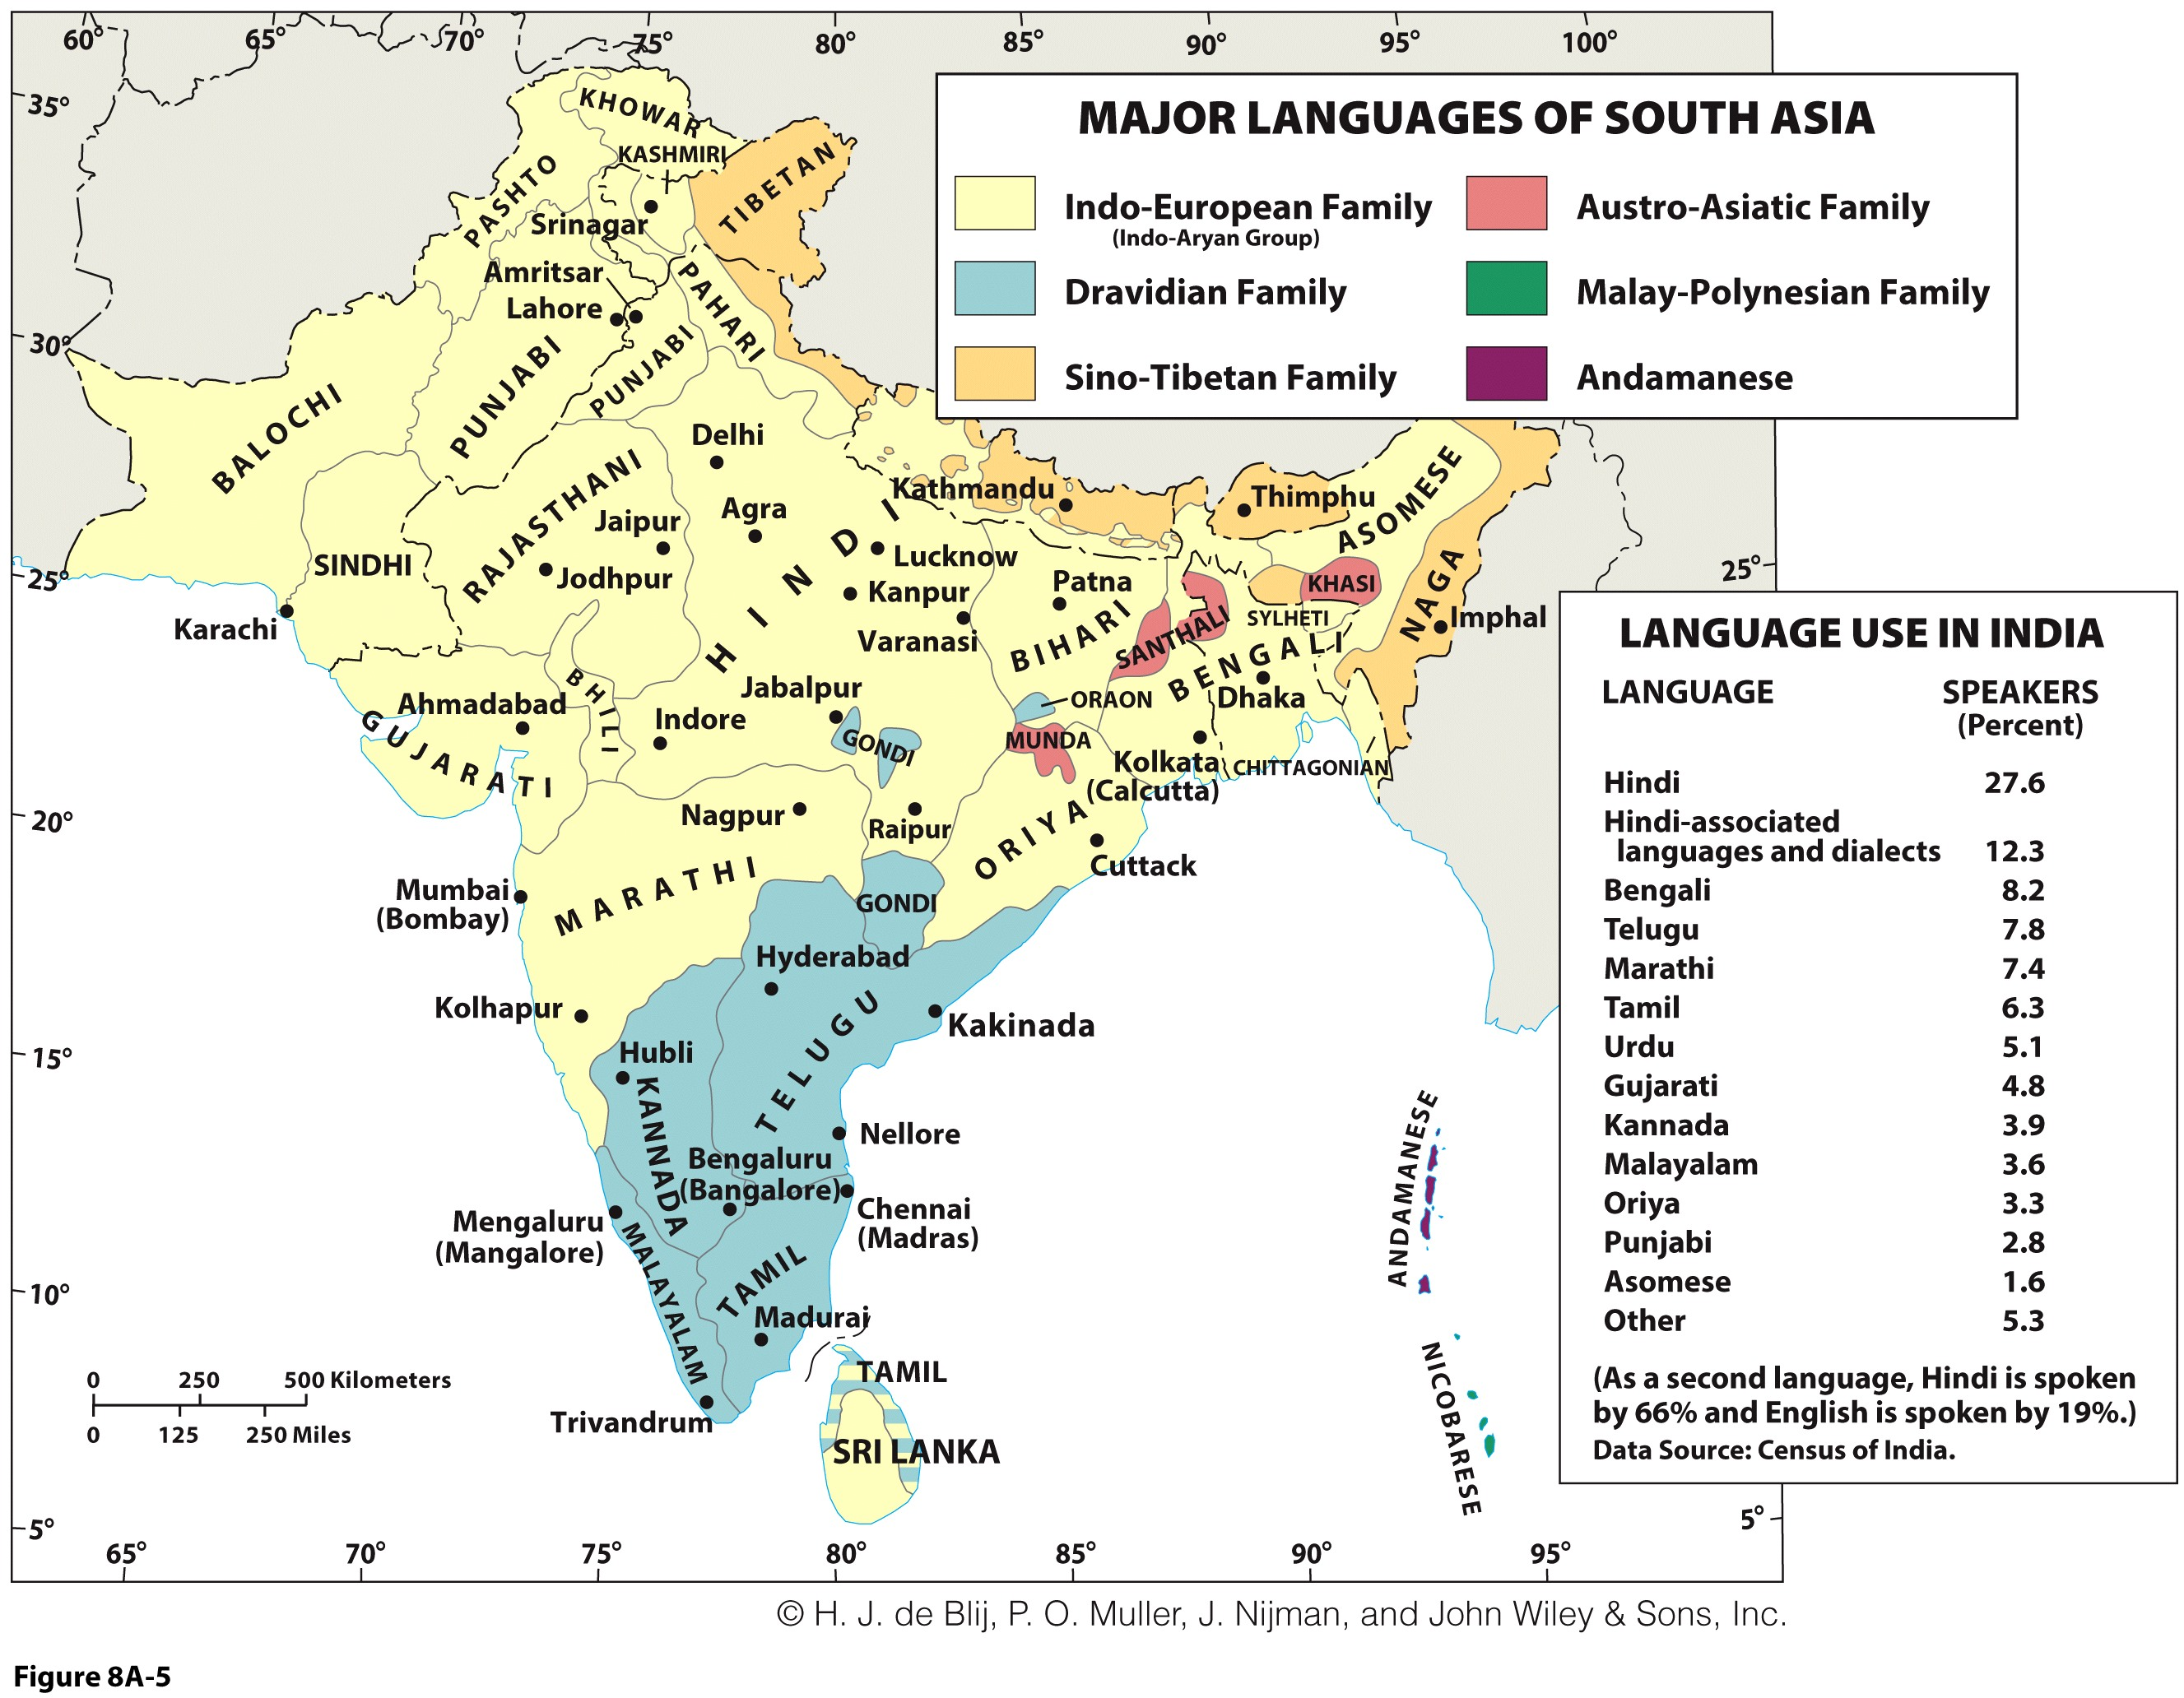 60° 65° 70° 75° 80° 85° 90° 95° 100°
35°
30°
25°
20°
15°
10°
5°
25°
5°
65° 70° 75° 80° 85° 90° 95°
MAJOR LANGUAGES OF SOUTH ASIA
Indo-European Family
(Indo-Aryan Group)
Dravidian Family
Sino-Tibetan Family
Austro-Asiatic Family
Malay-Polynesian Family
Andamanese
KHOWAR
KASHMIRI
PASHTO
TIBETAN
Srinagar
Amritsar
Lahore
PAHARI
PUNJABI
PUNJABI
BALOCHI
Delhi
RAJASTHANI
Agra
Jaipur
Jodhpur
SINDHI
Karachi
HINDI
Kathmandu
Lucknow
Kanpur
Varanasi
Thimphu
ASOMESE
Patna
BIHARI
SANTHALI
KHASI
SYLHETI
NAGA
Imphal
BENGALI
Dhaka
ORAON
MUNDA
Kolkata
(Calcutta)
CHITTAGONIAN
Ahmadabad
GUJARATI
BHILI
Indore
Jabalpur
GONDI
Nagpur
Raipur
ORIYA
Cuttack
Mumbai
(Bombay)
MARATHI
GONDI
Hyderabad
Kolhapur
TELUGU
Kakinada
Hubli
KANNADA
Nellore
Bengaluru
(Bangalore)
Chennai
(Madras)
Mengaluru
(Mangalore)
MALAYALAM
TAMIL
Madurai
Trivandrum
TAMIL
SRI LANKA
ANDAMANESE
NICOBARESE
0 250 500 Kilometers
0 125 250 Miles
LANGUAGE USE IN INDIA
LANGUAGE SPEAKERS
(Percent)
Hindi 27.6
Hindi-associated
languages and dialects 12.3
Bengali 8.2
Telugu 7.8
Marathi 7.4
Tamil 6.3
Urdu 5.1
Gujarati 4.8
Kannada 3.9
Malayalam 3.6
Oriya 3.3
Punjabi 2.8
Asomese 1.6
Other 5.3
(As a second language, Hindi is spoken
by 66% and English is spoken by 19%.)
Data Source: Census of India.
© H. J. de Blij, P. O. Muller, J. Nijman, and John Wiley & Sons, Inc.
Figure 8A-5